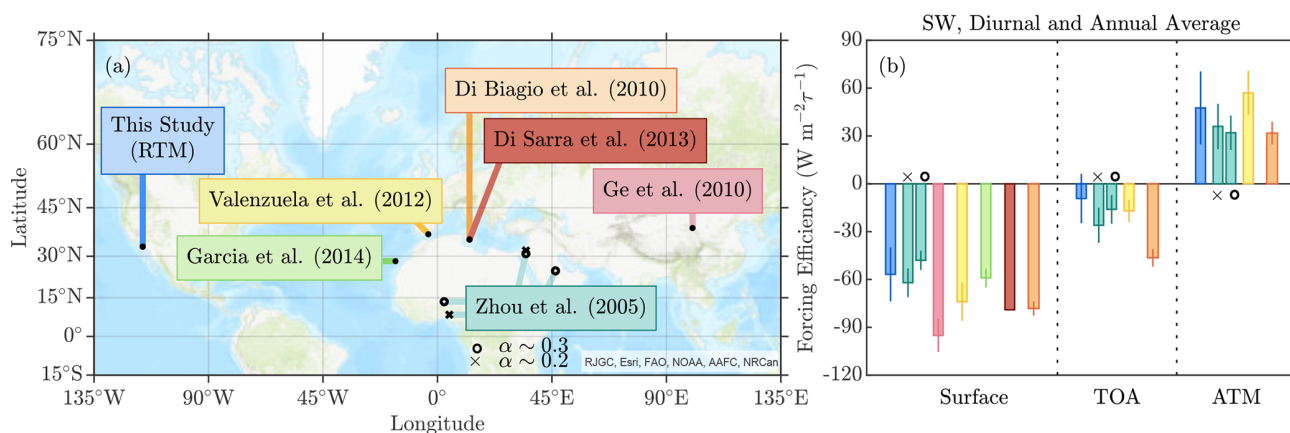 SW, Diurnal and Annual Average
75°N
60°N
45°N
30°N
15°N
0°
15°S
Latitude
(a)
This Study
(RTM)
Di Biagio et al. (2010)
Di Sarra et al. (2013)
Valenzuela et al. (2012)
Ge et al. (2010)
Garcia et al. (2014)
Zhou et al. (2005)
o α ∼ 0.3
× α ∼ 0.2
RJGC, Esri, FAO, NOAA, AAFC, NRCan
135°W 90°W 45°W 0° 45°E 90°E 135°E
Longitude
Forcing Efficiency (W m⁻²τ⁻¹)
90
60
30
0
-30
-60
-90
-120
(b)
× o × o
× o
Surface TOA ATM